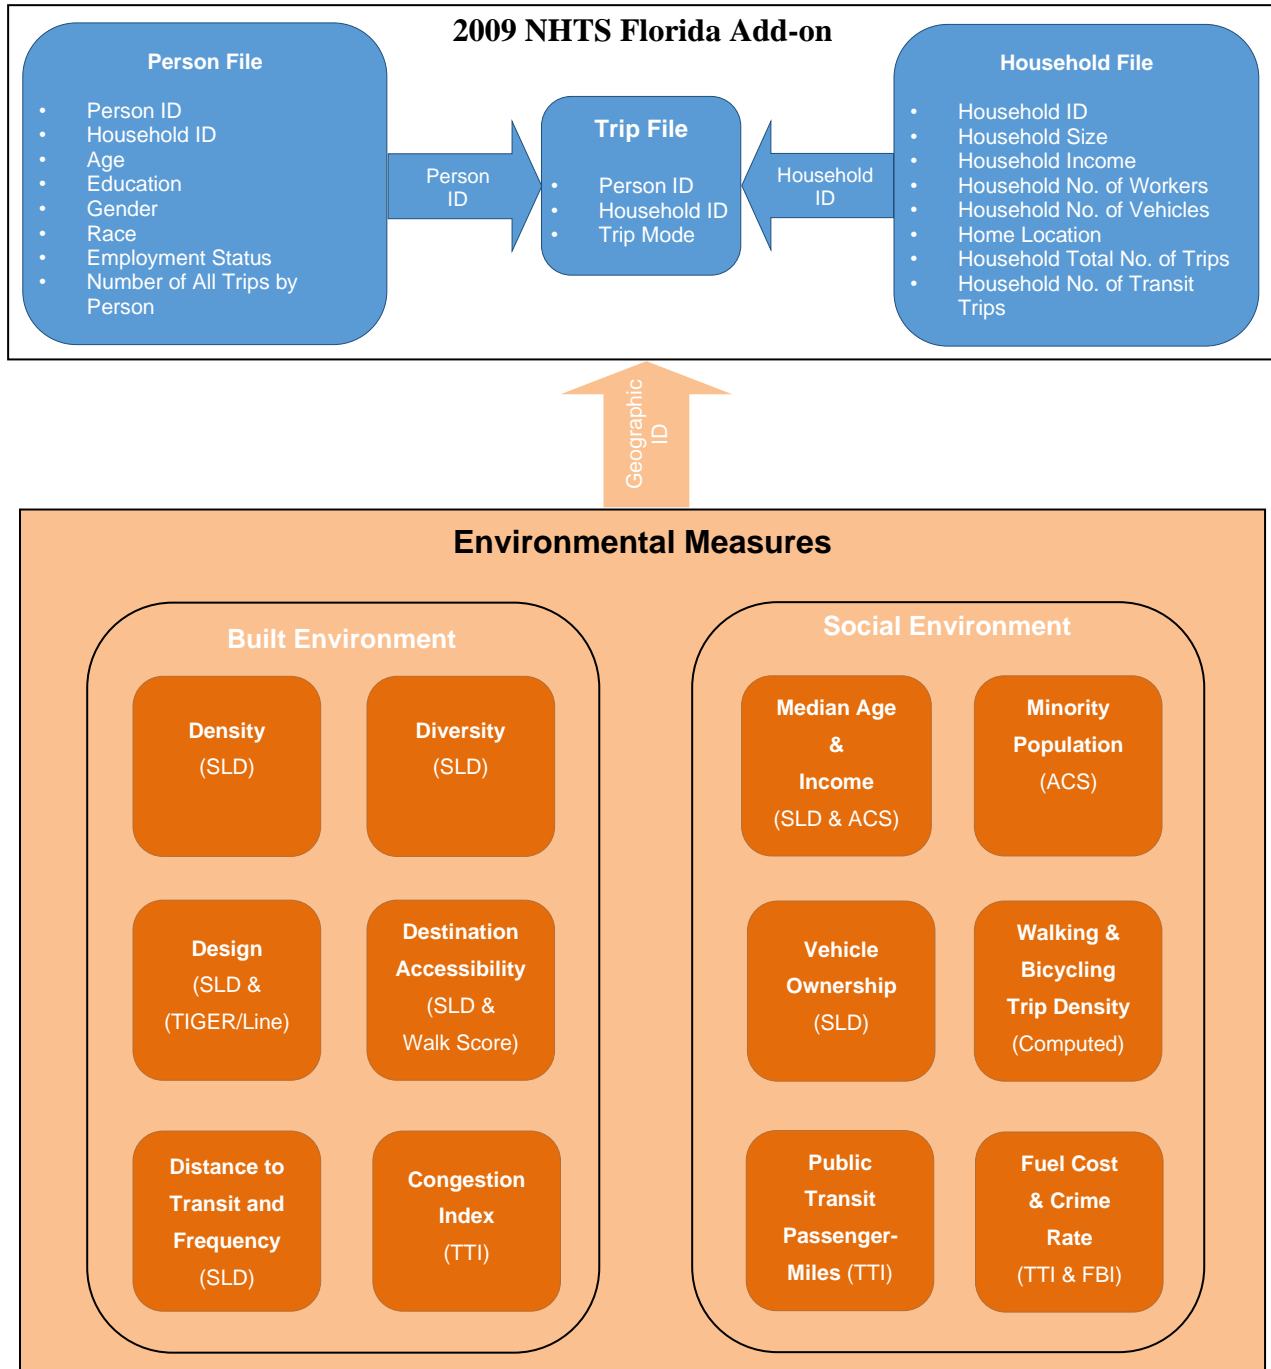 2009 NHTS Florida Add-on
Person File
• Person ID
• Household ID
• Age
• Education
• Gender
• Race
• Employment Status
• Number of All Trips by
Person
Person
ID
Trip File
• Person ID
• Household ID
• Trip Mode
Household
ID
Household File
• Household ID
• Household Size
• Household Income
• Household No. of Workers
• Household No. of Vehicles
• Home Location
• Household Total No. of Trips
• Household No. of Transit
Trips
Geographic
ID
Environmental Measures
Built Environment
Density
(SLD)
Diversity
(SLD)
Design
(SLD &
(TIGER/Line)
Destination
Accessibility
(SLD &
Walk Score)
Distance to
Transit and
Frequency
(SLD)
Congestion
Index
(TTI)
Social Environment
Median Age
&
Income
(SLD & ACS)
Minority
Population
(ACS)
Vehicle
Ownership
(SLD)
Walking &
Bicycling
Trip Density
(Computed)
Public
Transit
Passenger-
Miles (TTI)
Fuel Cost
& Crime
Rate
(TTI & FBI)